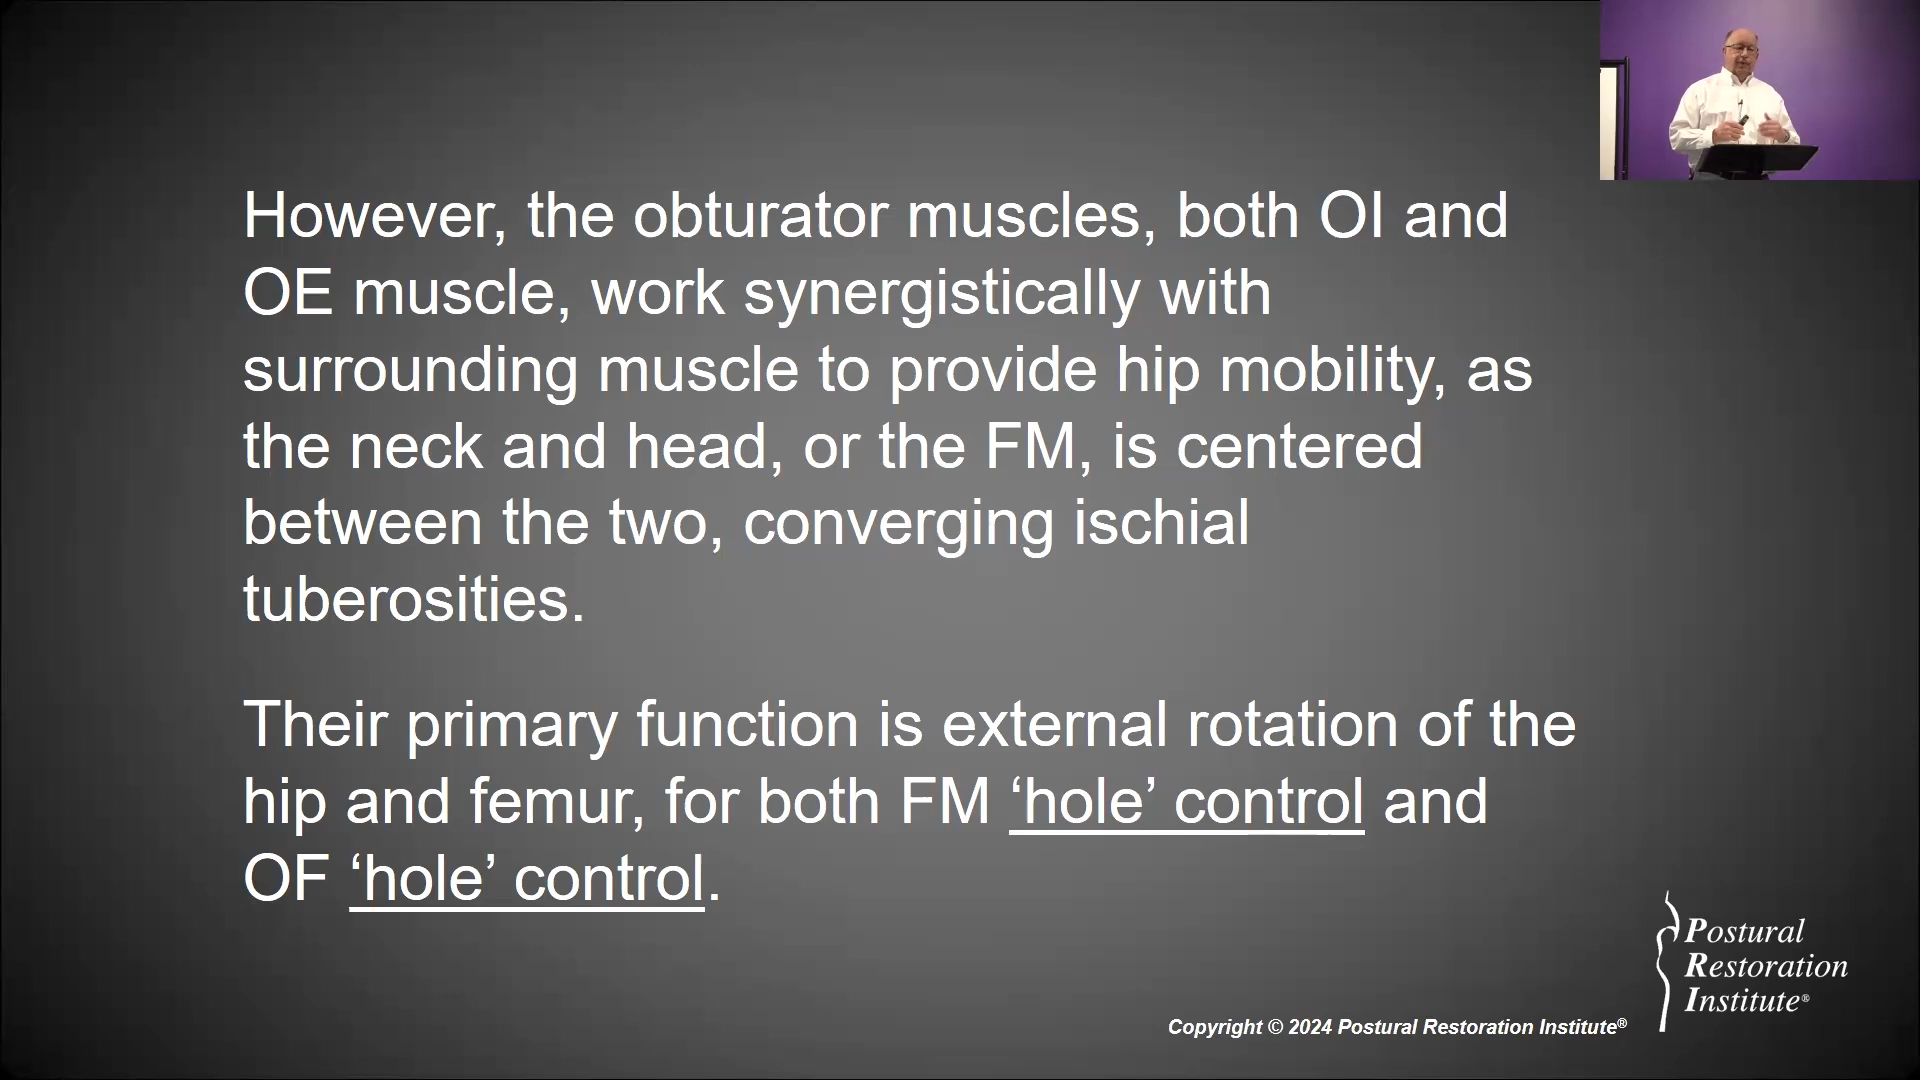 However, the obturator muscles, both OI and
OE muscle, work synergistically with
surrounding muscle to provide hip mobility, as
the neck and head, or the FM, is centered
between the two, converging ischial
tuberosities.
Their primary function is external rotation of the
hip and femur, for both FM ‘hole’ control and
OF ‘hole’ control.
Postural
Restoration
Institute®
Copyright © 2024 Postural Restoration Institute®